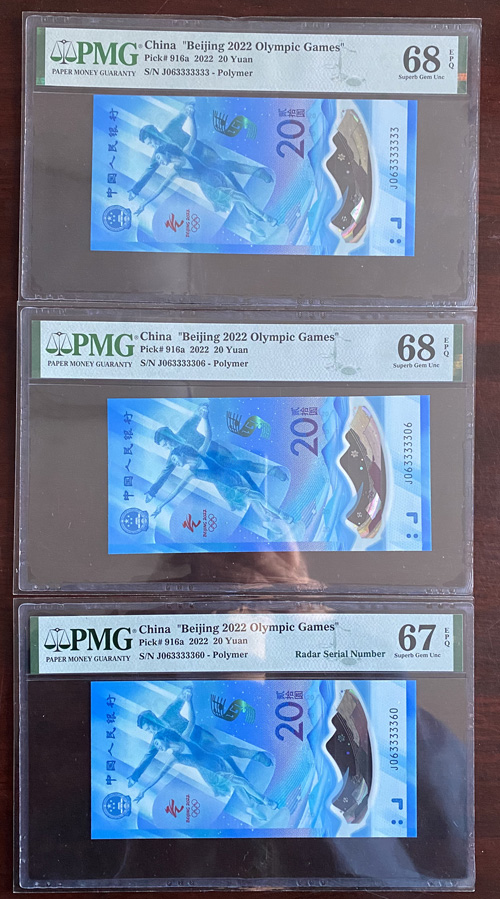 PMG
PAPER MONEY GUARANTY
China "Beijing 2022 Olympic Games"
Pick# 916a 2022 20 Yuan
S/N J063333333 - Polymer
68
EPQ
Superb Gem Unc
中国人民银行
BEIJING 2022
20
贰拾圆
J063333333
PMG
PAPER MONEY GUARANTY
China "Beijing 2022 Olympic Games"
Pick# 916a 2022 20 Yuan
S/N J063333306 - Polymer
68
EPQ
Superb Gem Unc
中国人民银行
BEIJING 2022
20
贰拾圆
J063333306
PMG
PAPER MONEY GUARANTY
China "Beijing 2022 Olympic Games"
Pick# 916a 2022 20 Yuan
S/N J063333360 - Polymer
Radar Serial Number
67
EPQ
Superb Gem Unc
中国人民银行
BEIJING 2022
20
贰拾圆
J063333360